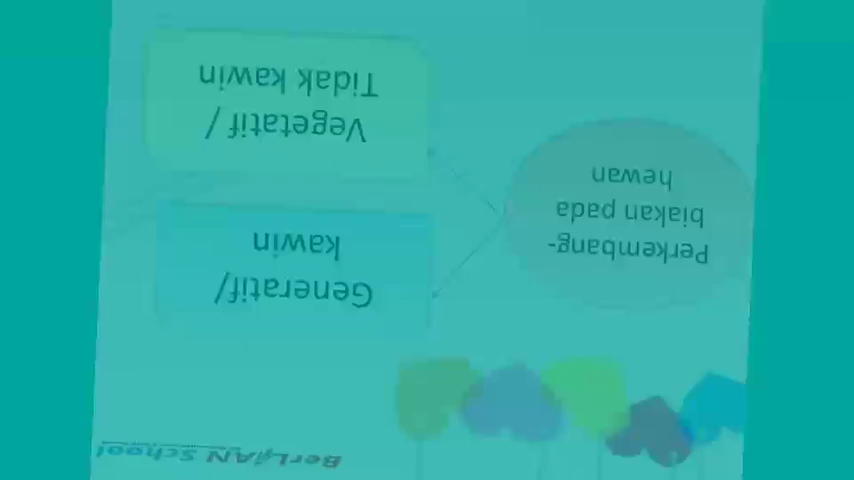 BerLIAN School
Perkembang-
biakan pada
hewan
Generatif/
kawin
Vegetatif /
Tidak kawin